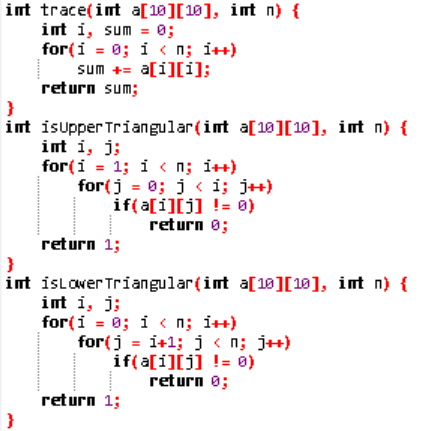 int trace(int a[10][10], int n) {
    int i, sum = 0;
    for(i = 0; i < n; i++)
        sum += a[i][i];
    return sum;
}
int isUpperTriangular(int a[10][10], int n) {
    int i, j;
    for(i = 1; i < n; i++)
        for(j = 0; j < i; j++)
            if(a[i][j] != 0)
                return 0;
    return 1;
}
int isLowerTriangular(int a[10][10], int n) {
    int i, j;
    for(i = 0; i < n; i++)
        for(j = i+1; j < n; j++)
            if(a[i][j] != 0)
                return 0;
    return 1;
}